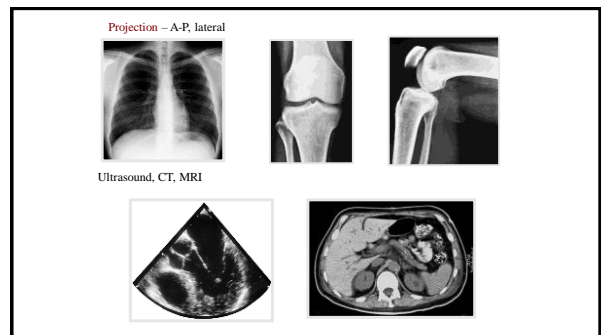 Projection – A-P, lateral
Ultrasound, CT, MRI